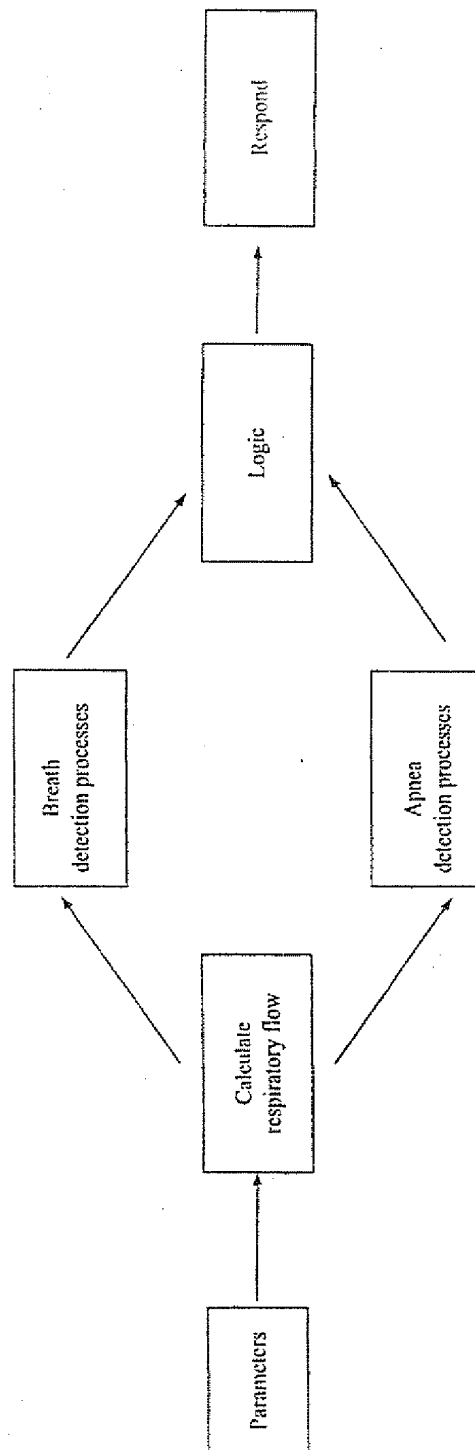 Parameters
Calculate
respiratory flow
Breath
detection processes
Apnea
detection processes
Logic
Respond